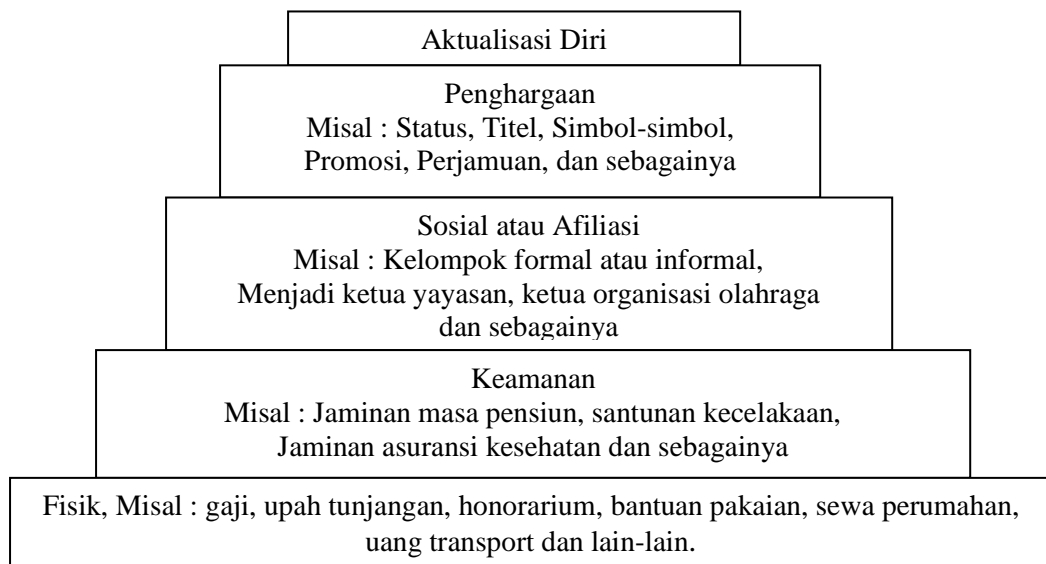 Aktualisasi Diri
Penghargaan
Misal : Status, Titel, Simbol-simbol,
Promosi, Perjamuan, dan sebagainya
Sosial atau Afiliasi
Misal : Kelompok formal atau informal,
Menjadi ketua yayasan, ketua organisasi olahraga
dan sebagainya
Keamanan
Misal : Jaminan masa pensiun, santunan kecelakaan,
Jaminan asuransi kesehatan dan sebagainya
Fisik, Misal : gaji, upah tunjangan, honorarium, bantuan pakaian, sewa perumahan,
uang transport dan lain-lain.